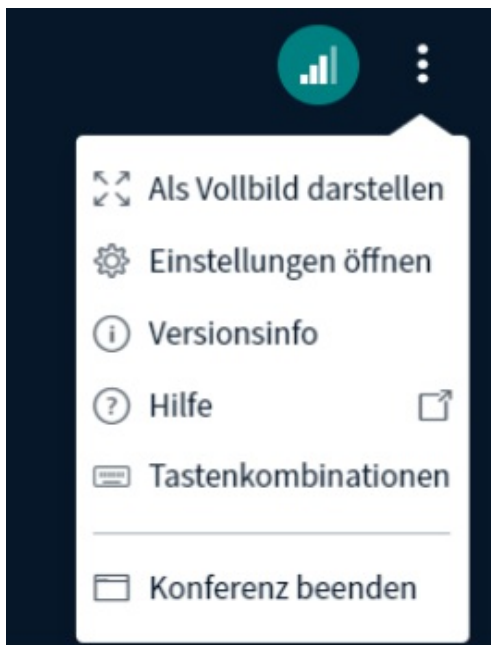 Als Vollbild darstellen
Einstellungen öffnen
Versionsinfo
Hilfe
Tastenkombinationen
Konferenz beenden